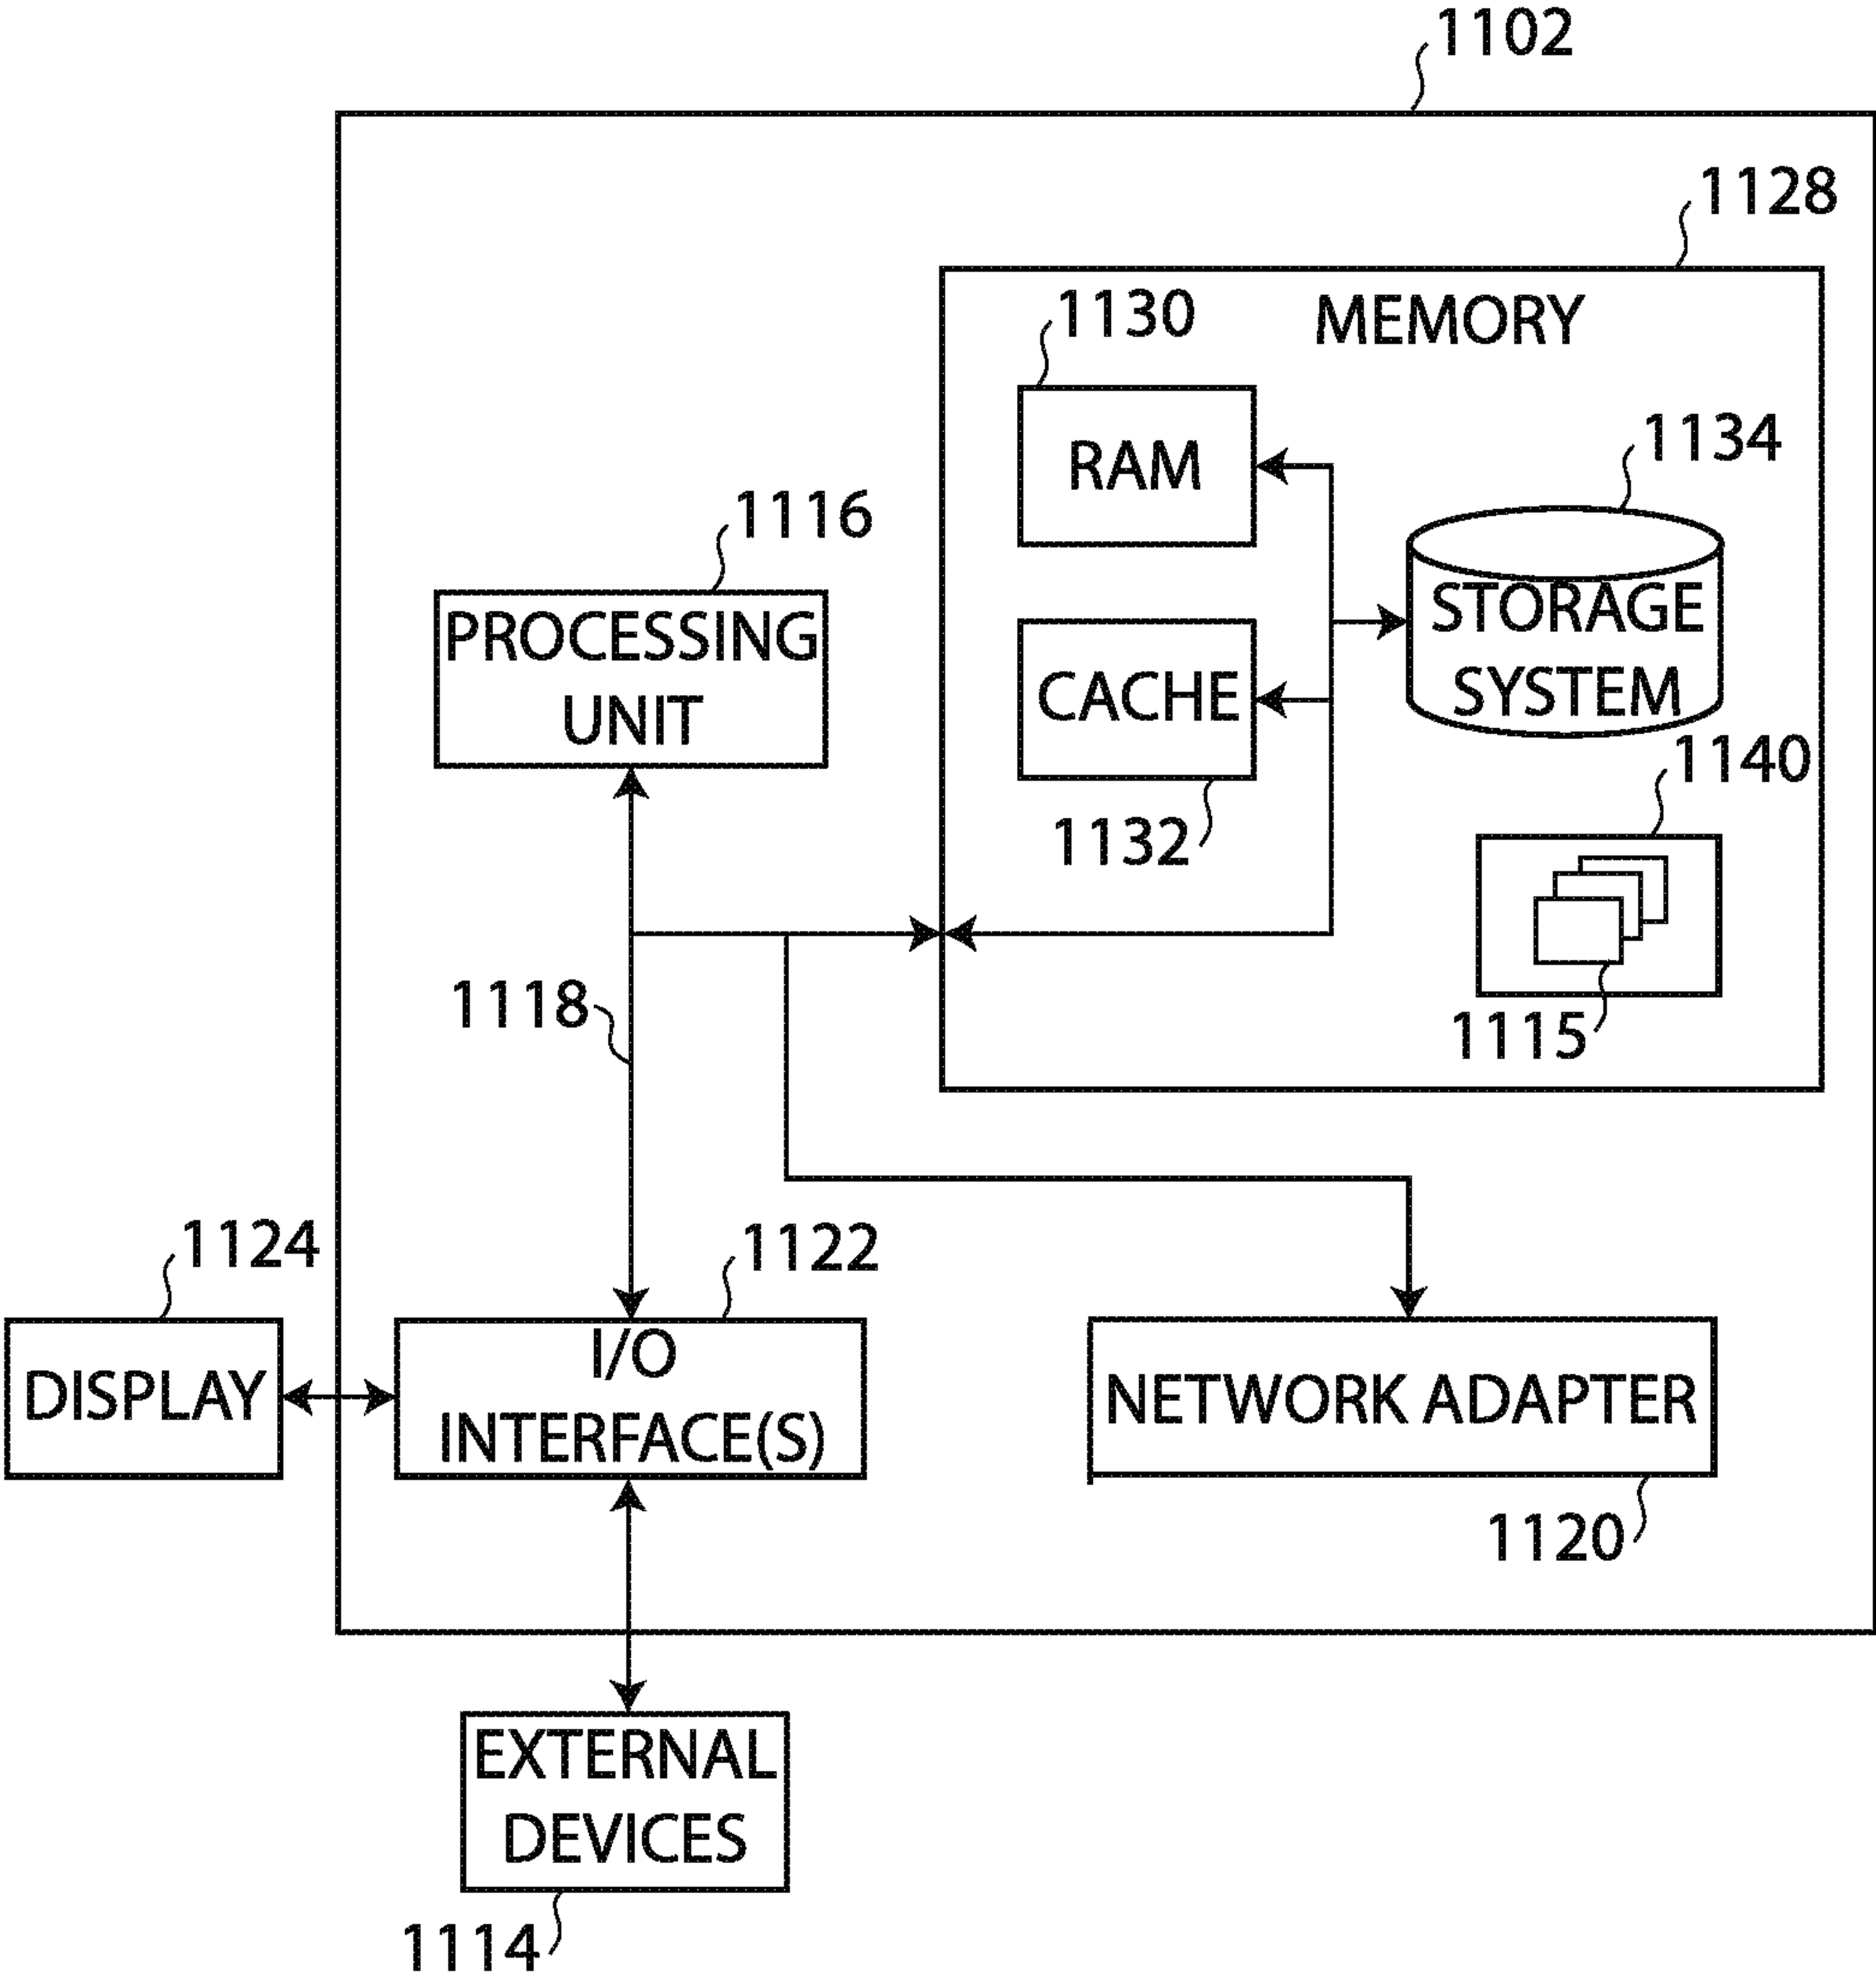 1102
1128
MEMORY
1130
RAM
1134
1116
STORAGE
SYSTEM
PROCESSING
UNIT
CACHE
1140
1132
1118
1115
1124
1122
DISPLAY
I/O
INTERFACE(S)
NETWORK ADAPTER
1120
EXTERNAL
DEVICES
1114